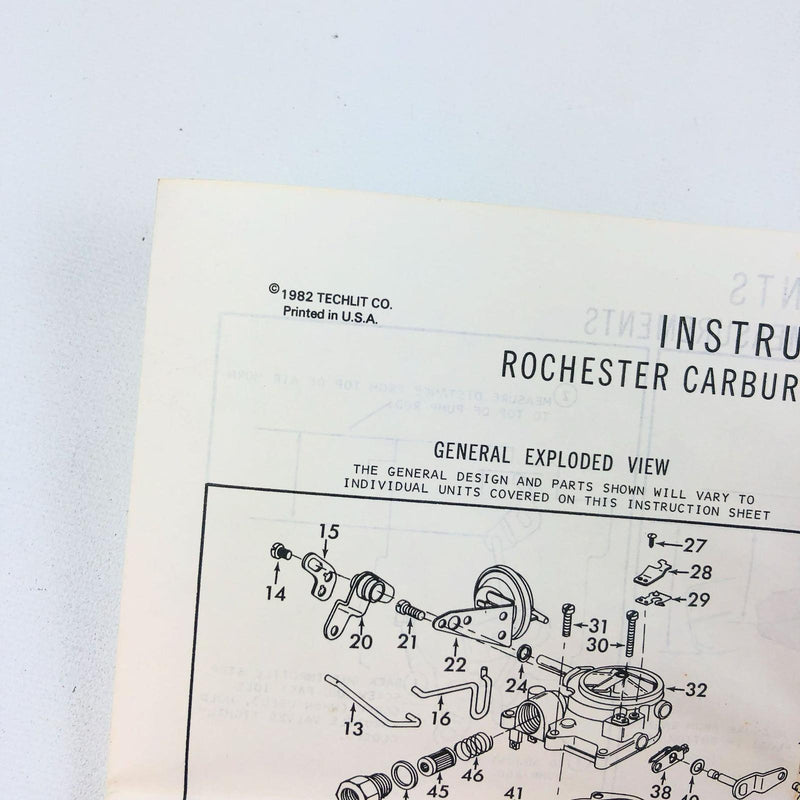 © 1982 TECHLIT CO.
Printed in U.S.A.
INSTRU
ROCHESTER CARBUR
GENERAL EXPLODED VIEW
THE GENERAL DESIGN AND PARTS SHOWN WILL VARY TO
INDIVIDUAL UNITS COVERED ON THIS INSTRUCTION SHEET
15
27
28
14
29
20
21
31
30
22
24
32
16
13
46
45
41
38